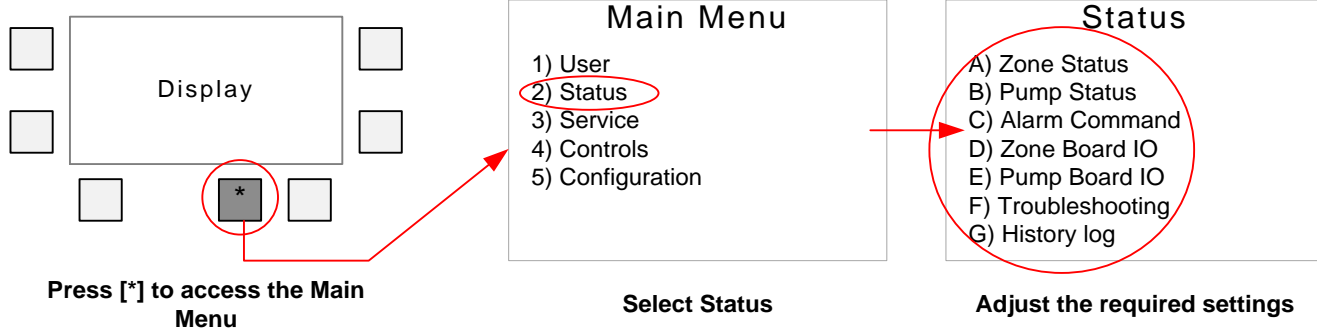 Display
*
Press [*] to access the Main
Menu
Main Menu
1) User
2) Status
3) Service
4) Controls
5) Configuration
Select Status
Status
A) Zone Status
B) Pump Status
C) Alarm Command
D) Zone Board IO
E) Pump Board IO
F) Troubleshooting
G) History log
Adjust the required settings